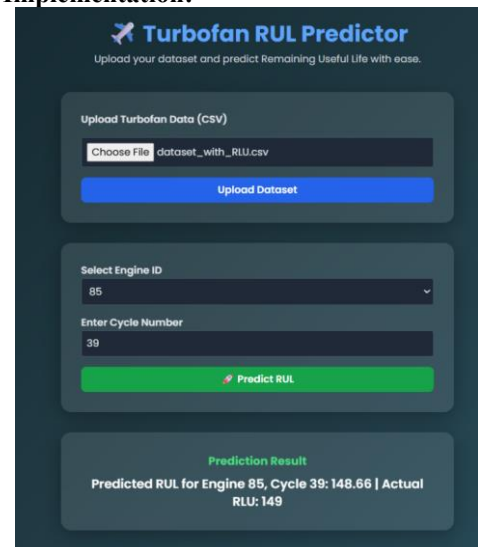 Implementation:
Turbofan RUL Predictor
Upload your dataset and predict Remaining Useful Life with ease.
Upload Turbofan Data (CSV)
Choose File dataset_with_RLU.csv
Upload Dataset
Select Engine ID
85
Enter Cycle Number
39
🚀 Predict RUL
Prediction Result
Predicted RUL for Engine 85, Cycle 39: 148.66 | Actual
RLU: 149